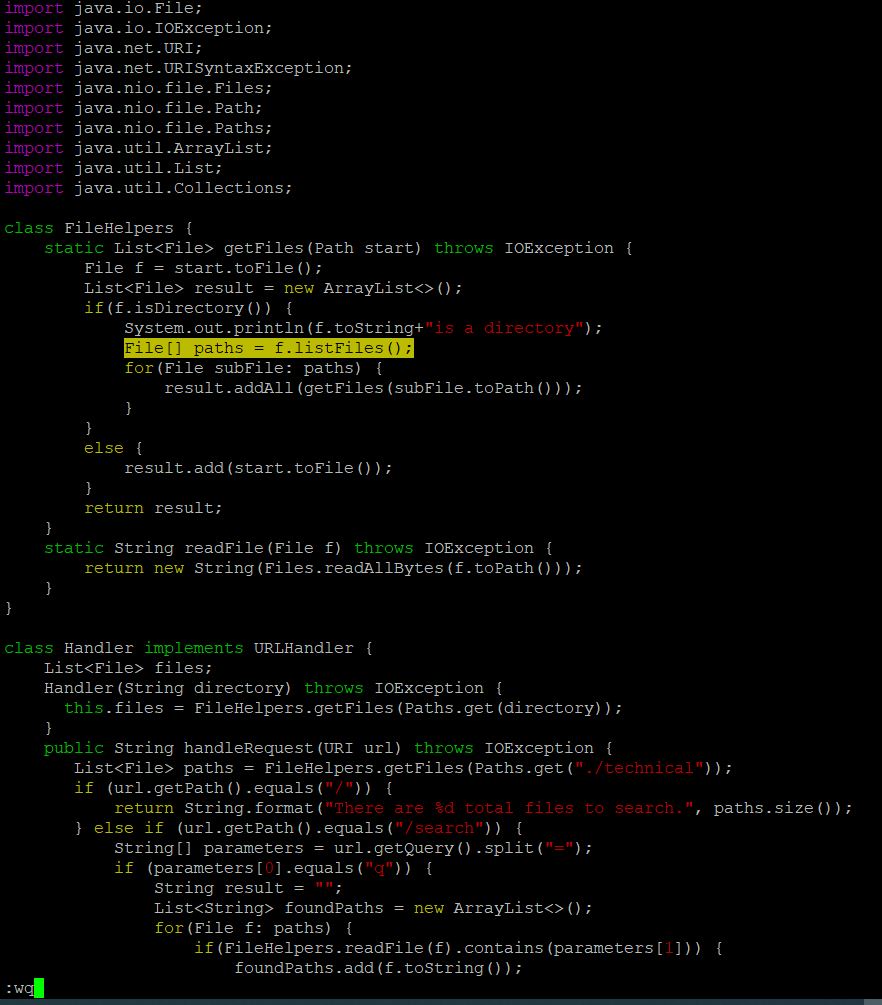 import java.io.File;
import java.io.IOException;
import java.net.URI;
import java.net.URISyntaxException;
import java.nio.file.Files;
import java.nio.file.Path;
import java.nio.file.Paths;
import java.util.ArrayList;
import java.util.List;
import java.util.Collections;

class FileHelpers {
    static List<File> getFiles(Path start) throws IOException {
        File f = start.toFile();
        List<File> result = new ArrayList<>();
        if(f.isDirectory()) {
            System.out.println(f.toString+"is a directory");
            File[] paths = f.listFiles();
            for(File subFile: paths) {
                result.addAll(getFiles(subFile.toPath()));
            }
        }
        else {
            result.add(start.toFile());
        }
        return result;
    }
    static String readFile(File f) throws IOException {
        return new String(Files.readAllBytes(f.toPath()));
    }
}

class Handler implements URLHandler {
    List<File> files;
    Handler(String directory) throws IOException {
      this.files = FileHelpers.getFiles(Paths.get(directory));
    }
    public String handleRequest(URI url) throws IOException {
       List<File> paths = FileHelpers.getFiles(Paths.get("./technical"));
       if (url.getPath().equals("/")) {
           return String.format("There are %d total files to search.", paths.size());
       } else if (url.getPath().equals("/search")) {
           String[] parameters = url.getQuery().split("=");
           if (parameters[0].equals("q")) {
               String result = "";
               List<String> foundPaths = new ArrayList<>();
               for(File f: paths) {
                   if(FileHelpers.readFile(f).contains(parameters[1])) {
                       foundPaths.add(f.toString());
:wq